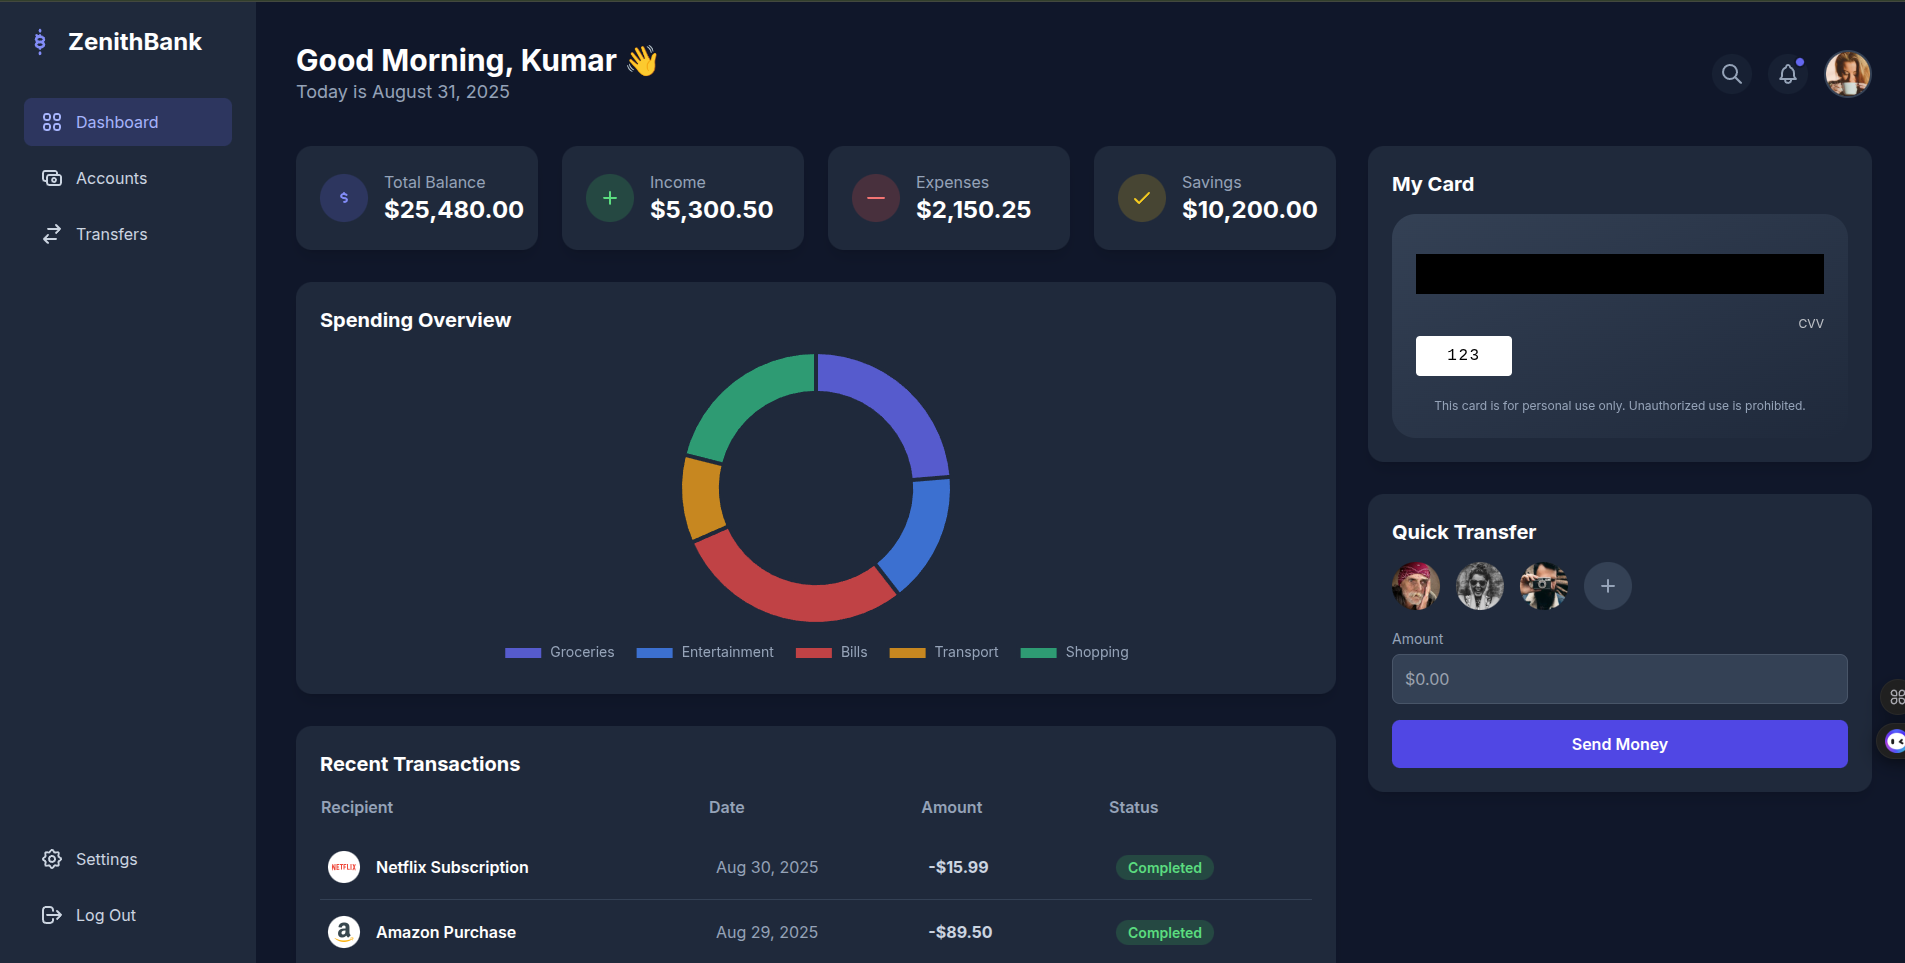 ZenithBank
Dashboard
Accounts
Transfers
Settings
Log Out
Good Morning, Kumar 👋
Today is August 31, 2025
Total Balance
$25,480.00
Income
$5,300.50
Expenses
$2,150.25
Savings
$10,200.00
Spending Overview
Groceries Entertainment Bills Transport Shopping
Recent Transactions
Recipient Date Amount Status
NETFLIX Netflix Subscription Aug 30, 2025 -$15.99 Completed
a Amazon Purchase Aug 29, 2025 -$89.50 Completed
My Card
CVV
123
This card is for personal use only. Unauthorized use is prohibited.
Quick Transfer
Amount
$0.00
Send Money